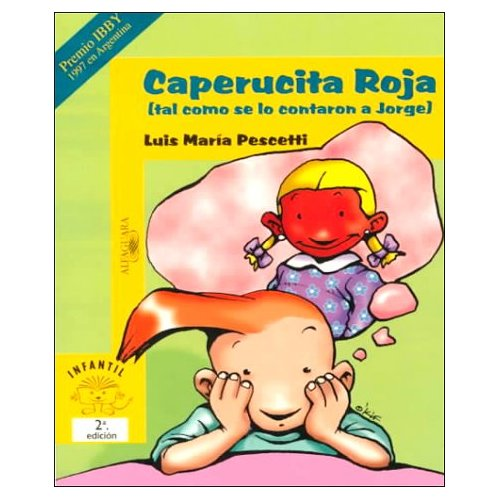 Premio IBBY
1997 en Argentina
Caperucita Roja
(tal como se lo contaron a Jorge)
Luis María Pescetti
ALFAGUARA
INFANTIL
2ª.
edición